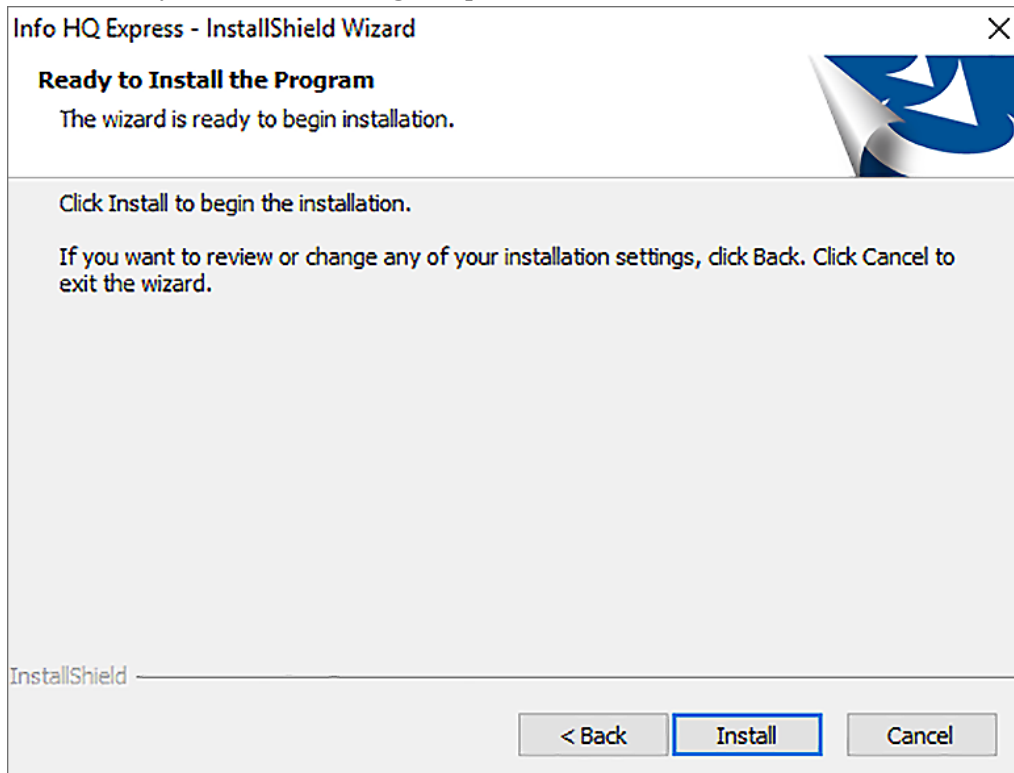 Info HQ Express - InstallShield Wizard
Ready to Install the Program
The wizard is ready to begin installation.
Click Install to begin the installation.
If you want to review or change any of your installation settings, click Back. Click Cancel to
exit the wizard.
InstallShield
< Back Install Cancel